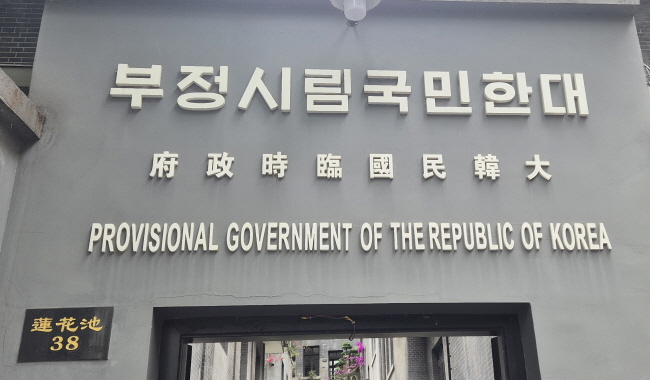 대한민국림시정부
大韓民國臨時政府
PROVISIONAL GOVERNMENT OF THE REPUBLIC OF KOREA
蓮花池
38